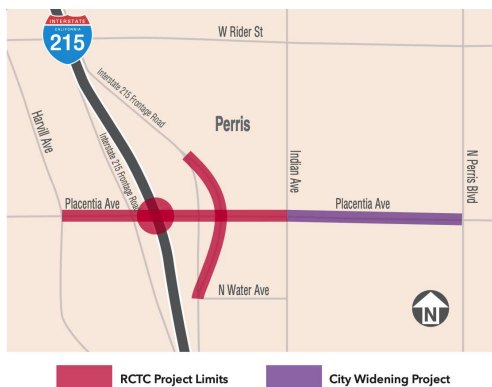 INTERSTATE
CALIFORNIA
215
W Rider St
Interstate 215 Frontage Road
Perris
Harvill Ave
Interstate 215 Frontage Road
Indian Ave
N Perris Blvd
Placentia Ave
Placentia Ave
N Water Ave
N
RCTC Project Limits
City Widening Project